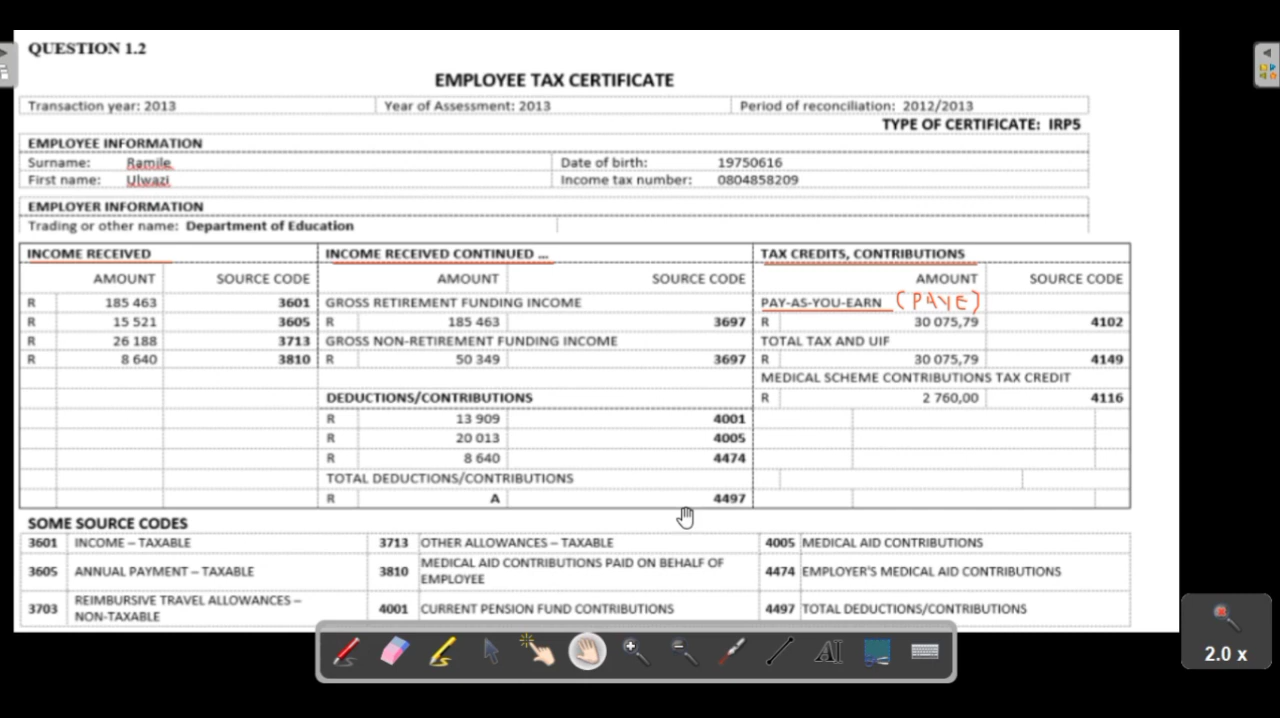 QUESTION 1.2
EMPLOYEE TAX CERTIFICATE
Transaction year: 2013 Year of Assessment: 2013 Period of reconciliation: 2012/2013
TYPE OF CERTIFICATE: IRP5
EMPLOYEE INFORMATION
Surname: Ramile Date of birth: 19750616
First name: Ulwazi Income tax number: 0804858209
EMPLOYER INFORMATION
Trading or other name: Department of Education
INCOME RECEIVED INCOME RECEIVED CONTINUED ... TAX CREDITS, CONTRIBUTIONS
AMOUNT SOURCE CODE AMOUNT SOURCE CODE AMOUNT SOURCE CODE
R 185 463 3601 GROSS RETIREMENT FUNDING INCOME PAY-AS-YOU-EARN (PAYE)
R 15 521 3605 R 185 463 3697 R 30 075,79 4102
R 26 188 3713 GROSS NON-RETIREMENT FUNDING INCOME TOTAL TAX AND UIF
R 8 640 3810 R 50 349 3697 R 30 075,79 4149
MEDICAL SCHEME CONTRIBUTIONS TAX CREDIT
DEDUCTIONS/CONTRIBUTIONS R 2 760,00 4116
R 13 909 4001
R 20 013 4005
R 8 640 4474
TOTAL DEDUCTIONS/CONTRIBUTIONS
R A 4497
SOME SOURCE CODES
3601 INCOME – TAXABLE 3713 OTHER ALLOWANCES – TAXABLE 4005 MEDICAL AID CONTRIBUTIONS
3605 ANNUAL PAYMENT – TAXABLE 3810 MEDICAL AID CONTRIBUTIONS PAID ON BEHALF OF EMPLOYEE 4474 EMPLOYER'S MEDICAL AID CONTRIBUTIONS
3703 REIMBURSIVE TRAVEL ALLOWANCES – NON-TAXABLE 4001 CURRENT PENSION FUND CONTRIBUTIONS 4497 TOTAL DEDUCTIONS/CONTRIBUTIONS
AI
2.0 x